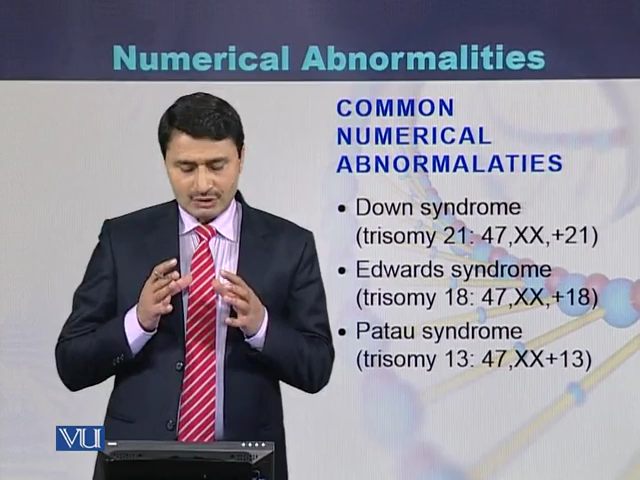 Numerical Abnormalities
COMMON
NUMERICAL
ABNORMALATIES
• Down syndrome
(trisomy 21: 47,XX,+21)
• Edwards syndrome
(trisomy 18: 47,XX,+18)
• Patau syndrome
(trisomy 13: 47,XX+13)
VU